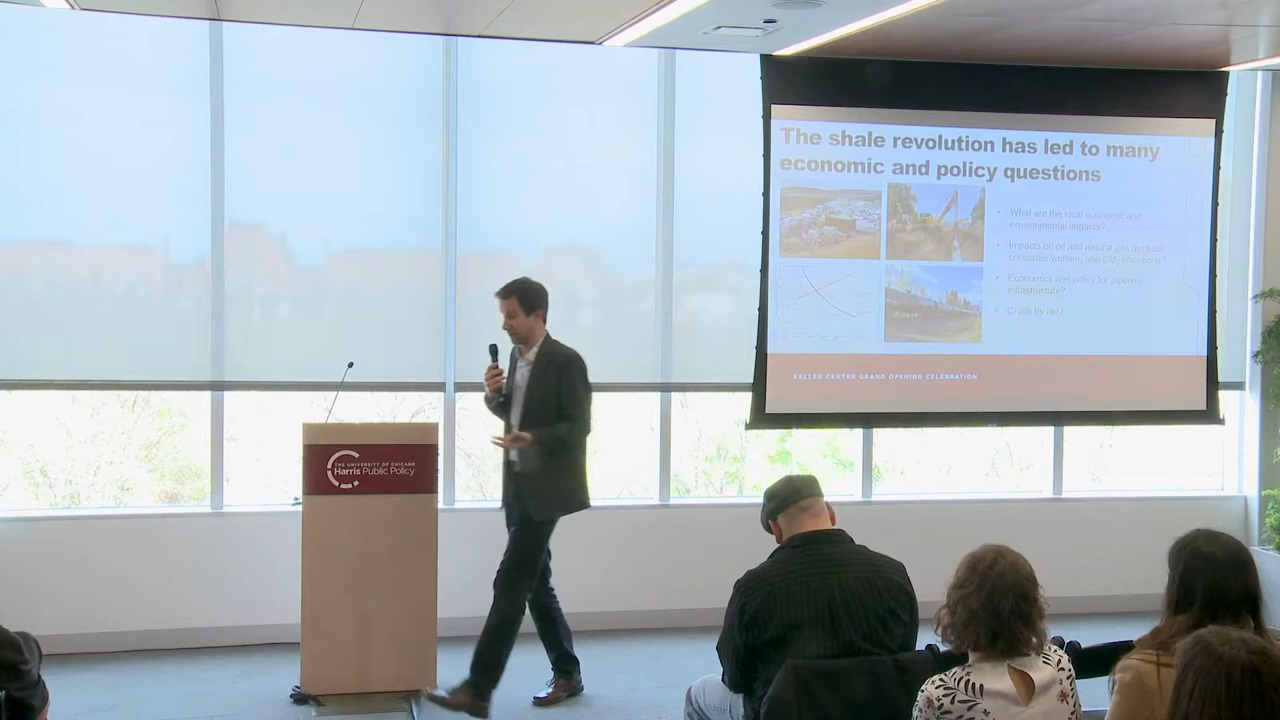 The shale revolution has led to many
economic and policy questions
• What are the local economic and
environmental impacts?
• Impacts on oil and natural gas markets,
consumer welfare, and CO2 emissions?
• Economics and policy for pipeline
infrastructure?
• Crude by rail?
KELLER CENTER GRAND OPENING CELEBRATION
THE UNIVERSITY OF CHICAGO
Harris Public Policy